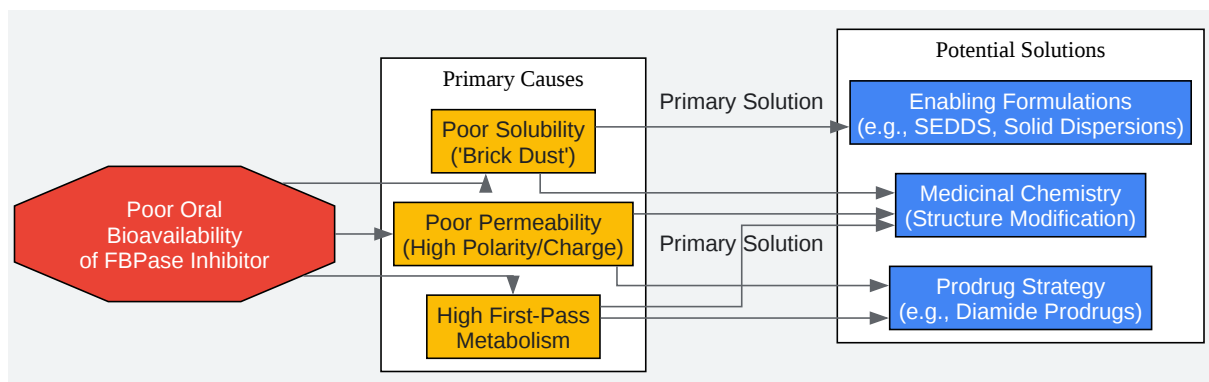 Poor Oral
Bioavailability
of FBPase Inhibitor
Primary Causes
Poor Solubility
('Brick Dust')
Poor Permeability
(High Polarity/Charge)
High First-Pass
Metabolism
Primary Solution
Primary Solution
Potential Solutions
Enabling Formulations
(e.g., SEDDS, Solid Dispersions)
Medicinal Chemistry
(Structure Modification)
Prodrug Strategy
(e.g., Diamide Prodrugs)